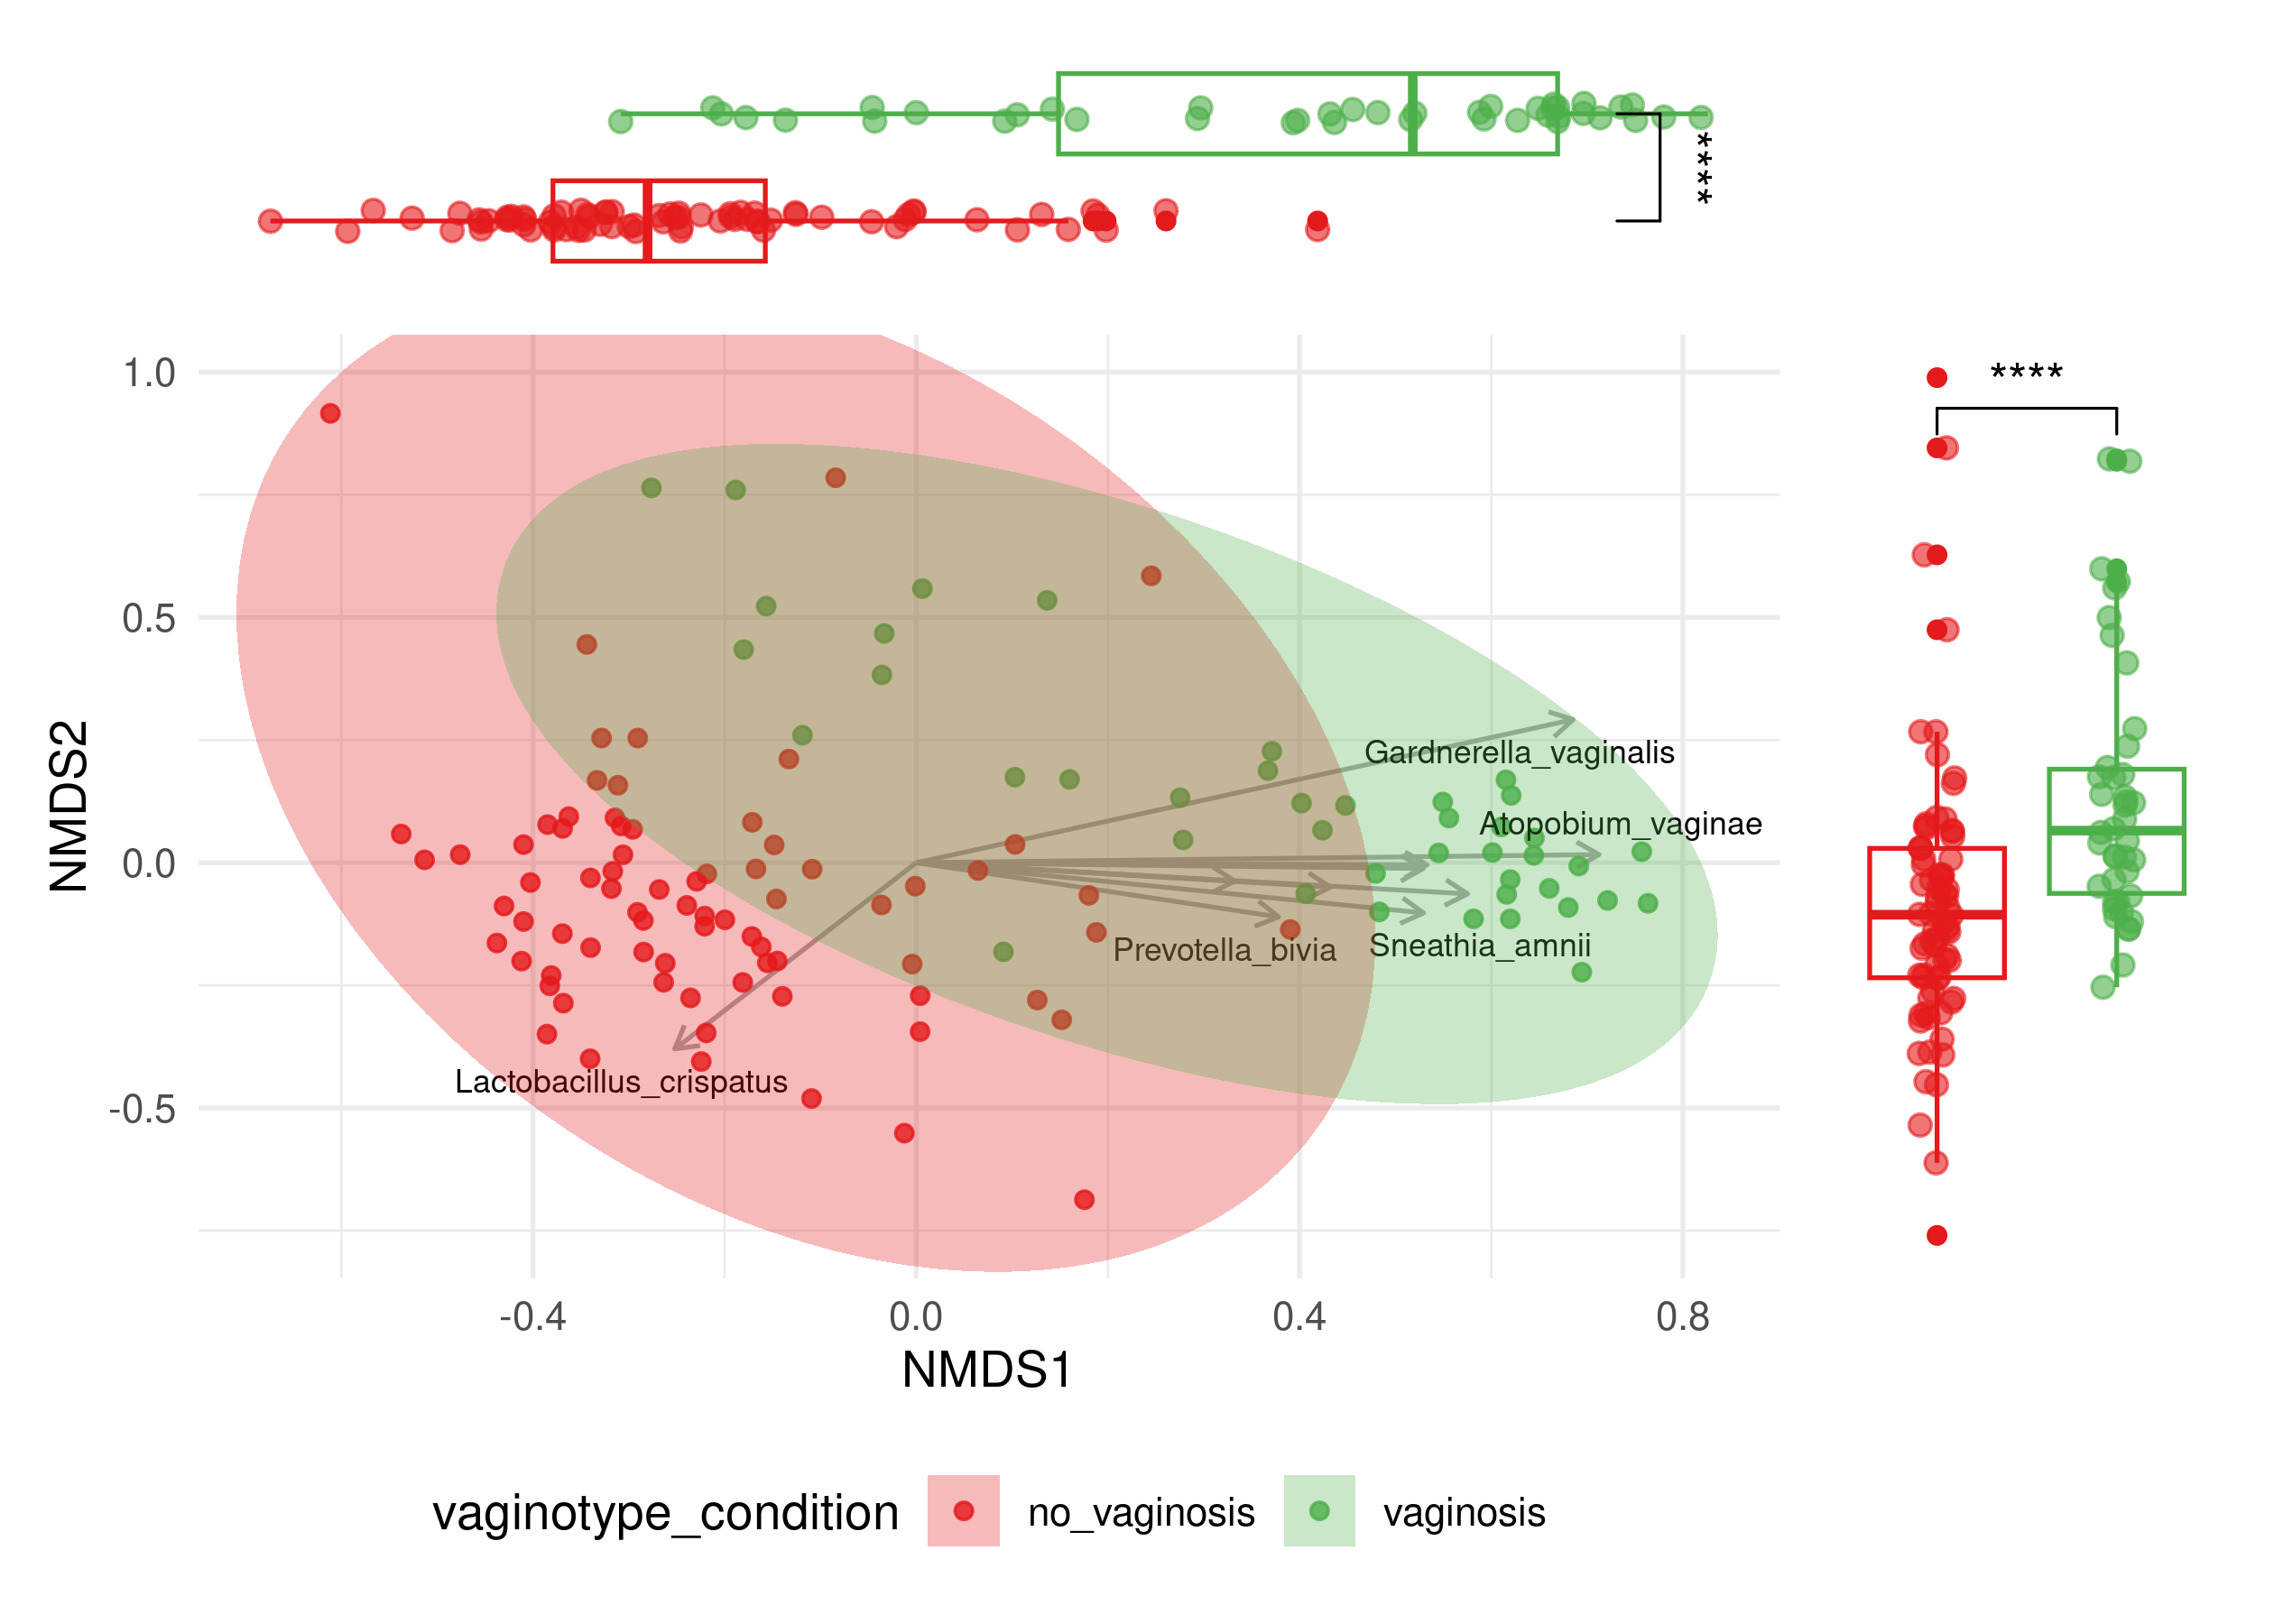 ****
****
1.0
0.5
0.0
-0.5
NMDS2
Gardnerella_vaginalis
Atopobium_vaginae
Prevotella_bivia
Sneathia_amnii
Lactobacillus_crispatus
-0.4
0.0
0.4
0.8
NMDS1
vaginotype_condition
no_vaginosis
vaginosis